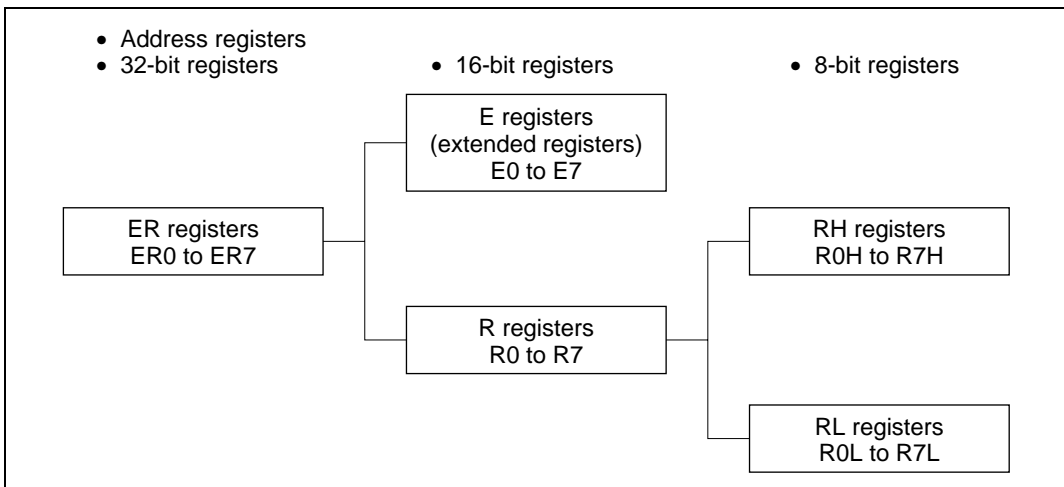 • Address registers
• 32-bit registers
• 16-bit registers
• 8-bit registers
E registers
(extended registers)
E0 to E7
ER registers
ER0 to ER7
RH registers
R0H to R7H
R registers
R0 to R7
RL registers
R0L to R7L